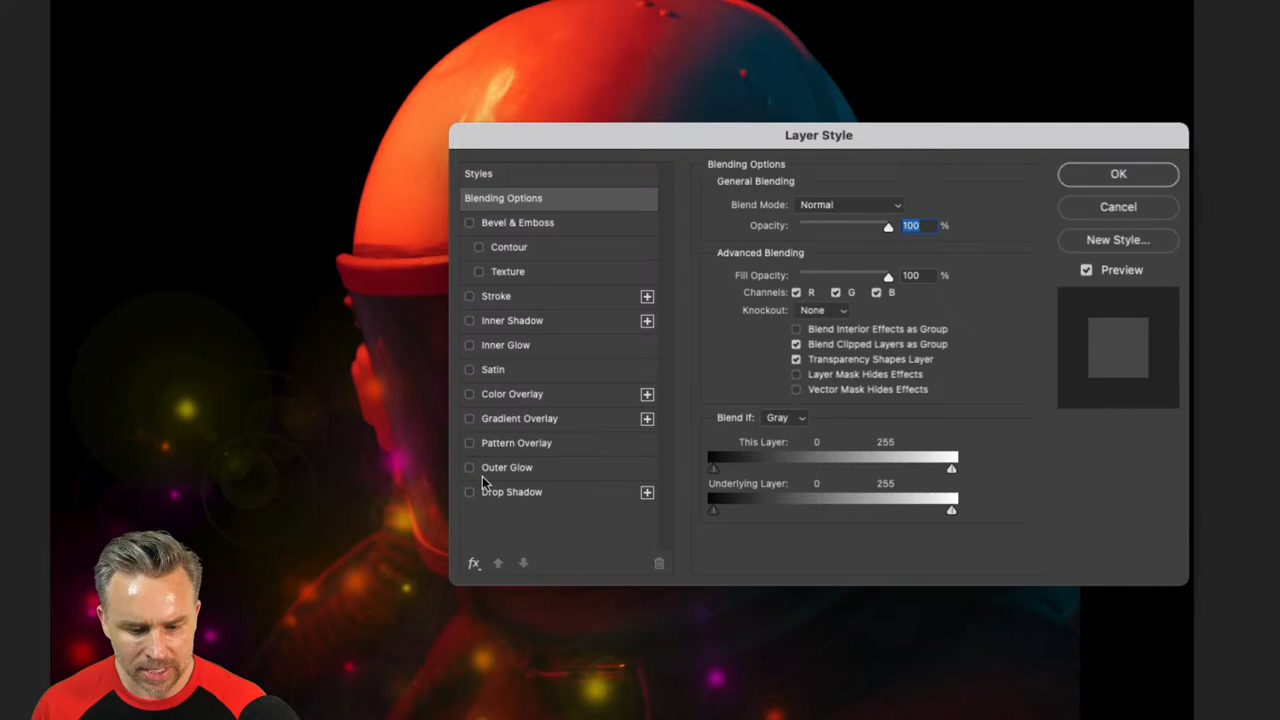 Layer Style
Styles
Blending Options
Bevel & Emboss
Contour
Texture
Stroke
Inner Shadow
Inner Glow
Satin
Color Overlay
Gradient Overlay
Pattern Overlay
Outer Glow
Drop Shadow
fx
Blending Options
General Blending
Blend Mode: Normal
Opacity: 100 %
Advanced Blending
Fill Opacity: 100 %
Channels: R G B
Knockout: None
Blend Interior Effects as Group
Blend Clipped Layers as Group
Transparency Shapes Layer
Layer Mask Hides Effects
Vector Mask Hides Effects
Blend If: Gray
This Layer: 0 255
Underlying Layer: 0 255
OK
Cancel
New Style...
Preview